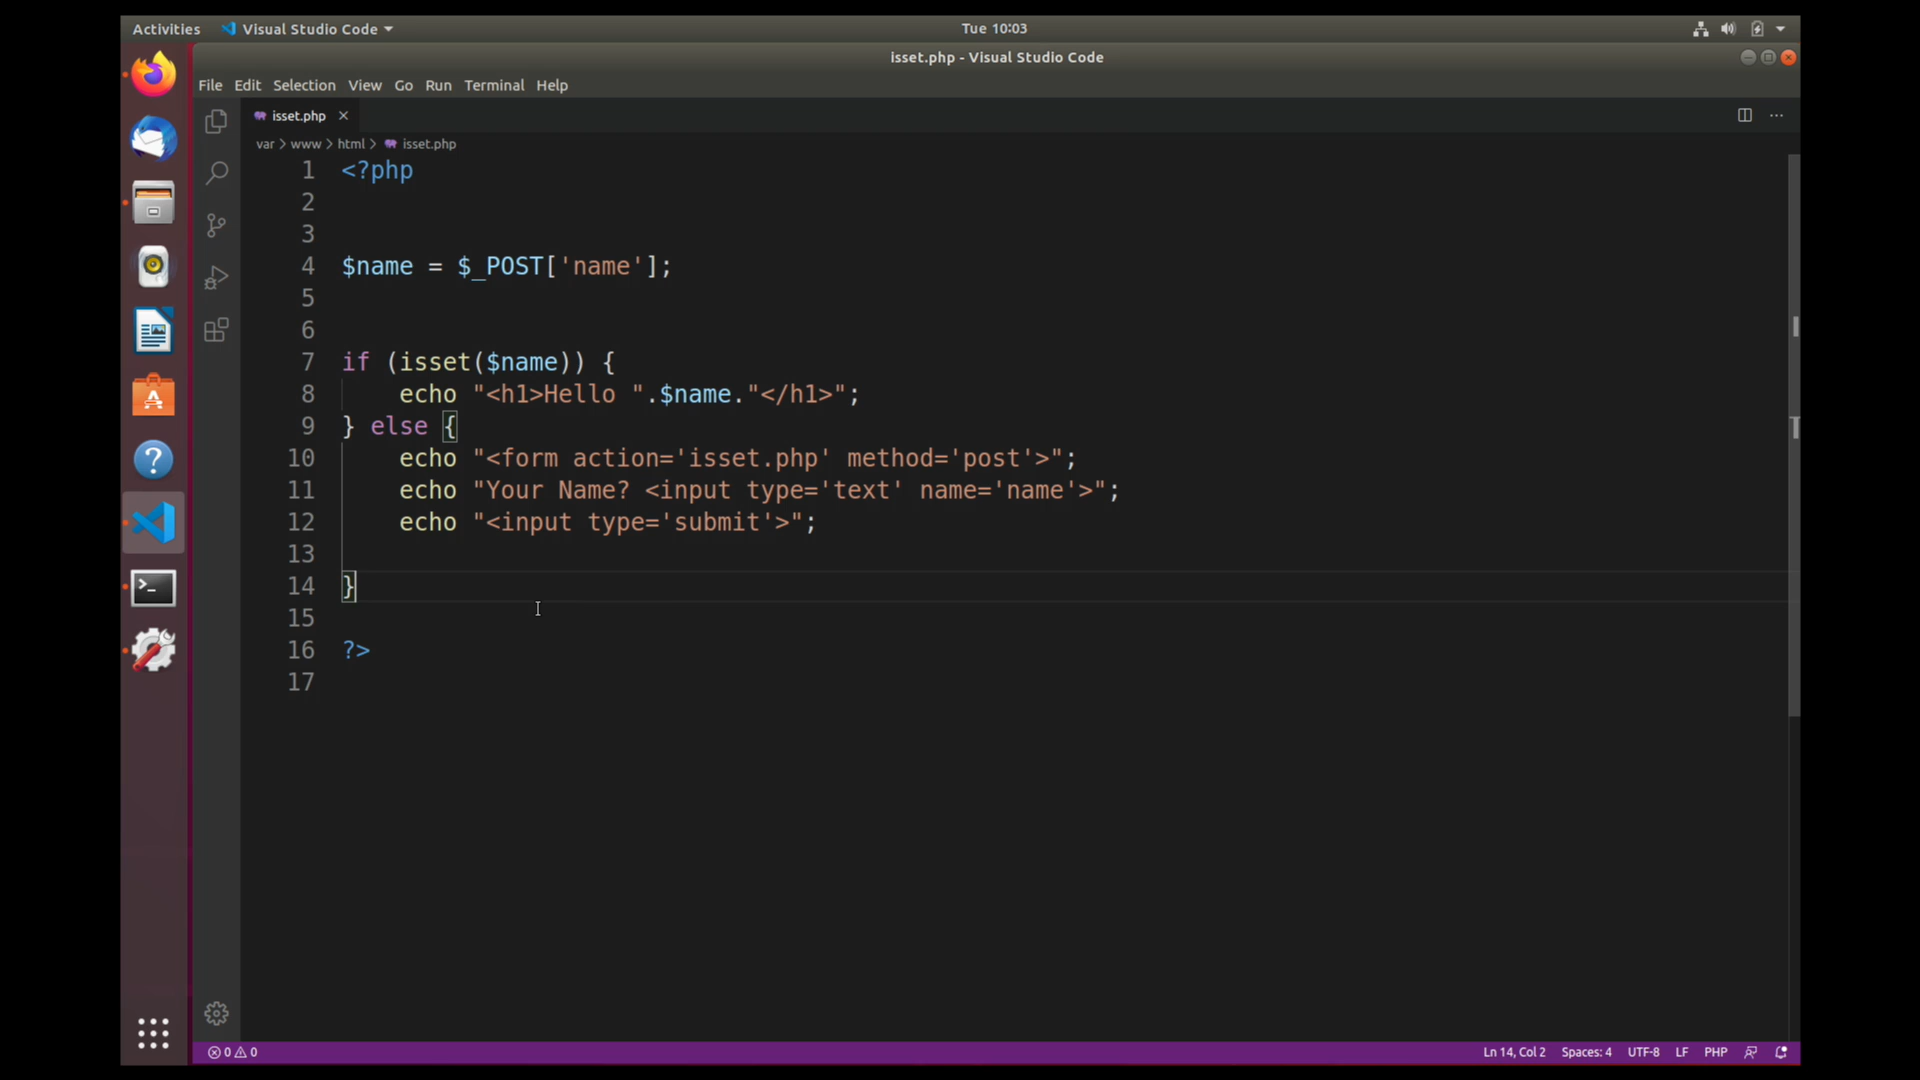 Activities Visual Studio Code Tue 10:03
isset.php - Visual Studio Code
File Edit Selection View Go Run Terminal Help
isset.php
var > www > html > isset.php
1 <?php
2
3
4 $name = $_POST['name'];
5
6
7 if (isset($name)) {
8 echo "<h1>Hello ".$name."</h1>";
9 } else {
10 echo "<form action='isset.php' method='post'>";
11 echo "Your Name? <input type='text' name='name'>";
12 echo "<input type='submit'>";
13
14 }
15
16 ?>
17
0 0 Ln 14, Col 2 Spaces: 4 UTF-8 LF PHP